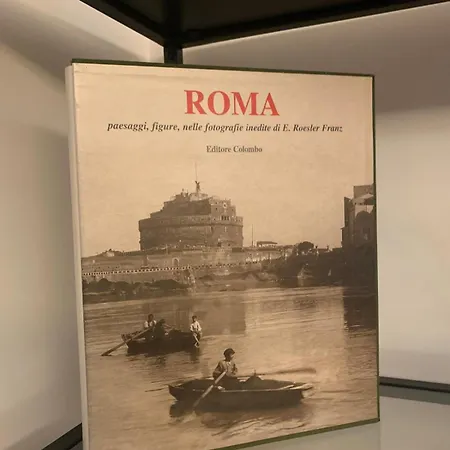 ROMA
paesaggi, figure, nelle fotografie inedite di E. Roesler Franz
Editore Colombo